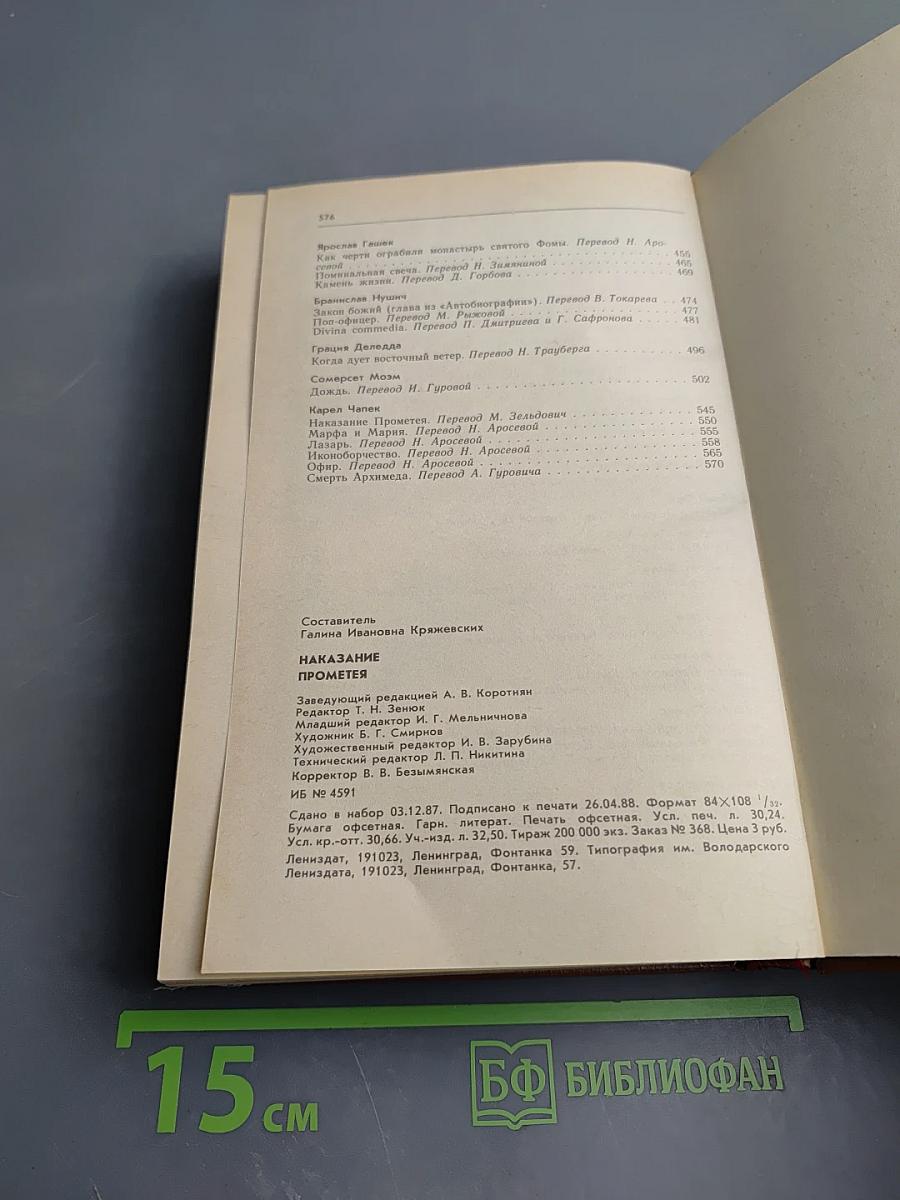 576
Ярослав Гашек
Как черти ограбили монастырь святого Фомы. Перевод Н. Аро-
севой . . . . . . . . . . . . . . . . . . . . . . . . . . . . . 455
Поминальная свеча. Перевод Н. Зимяниной . . . . . . . . . . . 465
Камень жизни. Перевод Д. Горбова . . . . . . . . . . . . . . 469
Бранислав Нушич
Закон божий (глава из «Автобиографии»). Перевод В. Токарева . . 474
Поп-офицер. Перевод М. Рыжовой . . . . . . . . . . . . . . . 477
Divina commedia. Перевод П. Дмитриева и Г. Сафронова . . . . . 481
Грация Деледда
Когда дует восточный ветер. Перевод Н. Трауберга . . . . . . . . . 496
Сомерсет Моэм
Дождь. Перевод И. Гуровой . . . . . . . . . . . . . . . . . . 502
Карел Чапек
Наказание Прометея. Перевод М. Зельдович . . . . . . . . . . . 545
Марфа и Мария. Перевод Н. Аросевой . . . . . . . . . . . . . 550
Лазарь. Перевод Н. Аросевой . . . . . . . . . . . . . . . . . 555
Иконоборчество. Перевод Н. Аросевой . . . . . . . . . . . . . 558
Офир. Перевод Н. Аросевой . . . . . . . . . . . . . . . . . . 565
Смерть Архимеда. Перевод А. Гуровича . . . . . . . . . . . . . 570
Составитель
Галина Ивановна Кряжевских
НАКАЗАНИЕ
ПРОМЕТЕЯ
Заведующий редакцией А. В. Коротнян
Редактор Т. Н. Зенюк
Младший редактор И. Г. Мельничнова
Художник Б. Г. Смирнов
Художественный редактор И. В. Зарубина
Технический редактор Л. П. Никитина
Корректор В. В. Безымянская
ИБ № 4591
Сдано в набор 03.12.87. Подписано к печати 26.04.88. Формат 84×108 1/32.
Бумага офсетная. Гарн. литерат. Печать офсетная. Усл. печ. л. 30,24.
Усл. кр.-отт. 30,66. Уч.-изд. л. 32,50. Тираж 200 000 экз. Заказ № 368. Цена 3 руб.
Лениздат, 191023, Ленинград, Фонтанка 59. Типография им. Володарского
Лениздата, 191023, Ленинград, Фонтанка, 57.
15 см
БФ БИБЛИОФАН